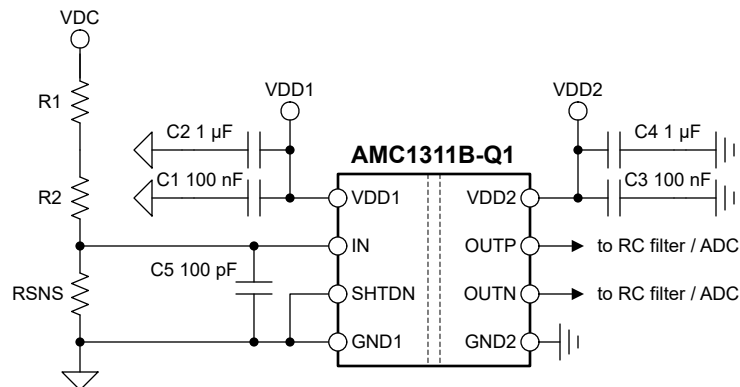 VDC
R1
VDD1
VDD2
C2 1 µF
C4 1 µF
AMC1311B-Q1
R2
C1 100 nF
VDD1
VDD2
C3 100 nF
IN
OUTP
to RC filter / ADC
C5 100 pF
RSNS
SHTDN
OUTN
to RC filter / ADC
GND1
GND2